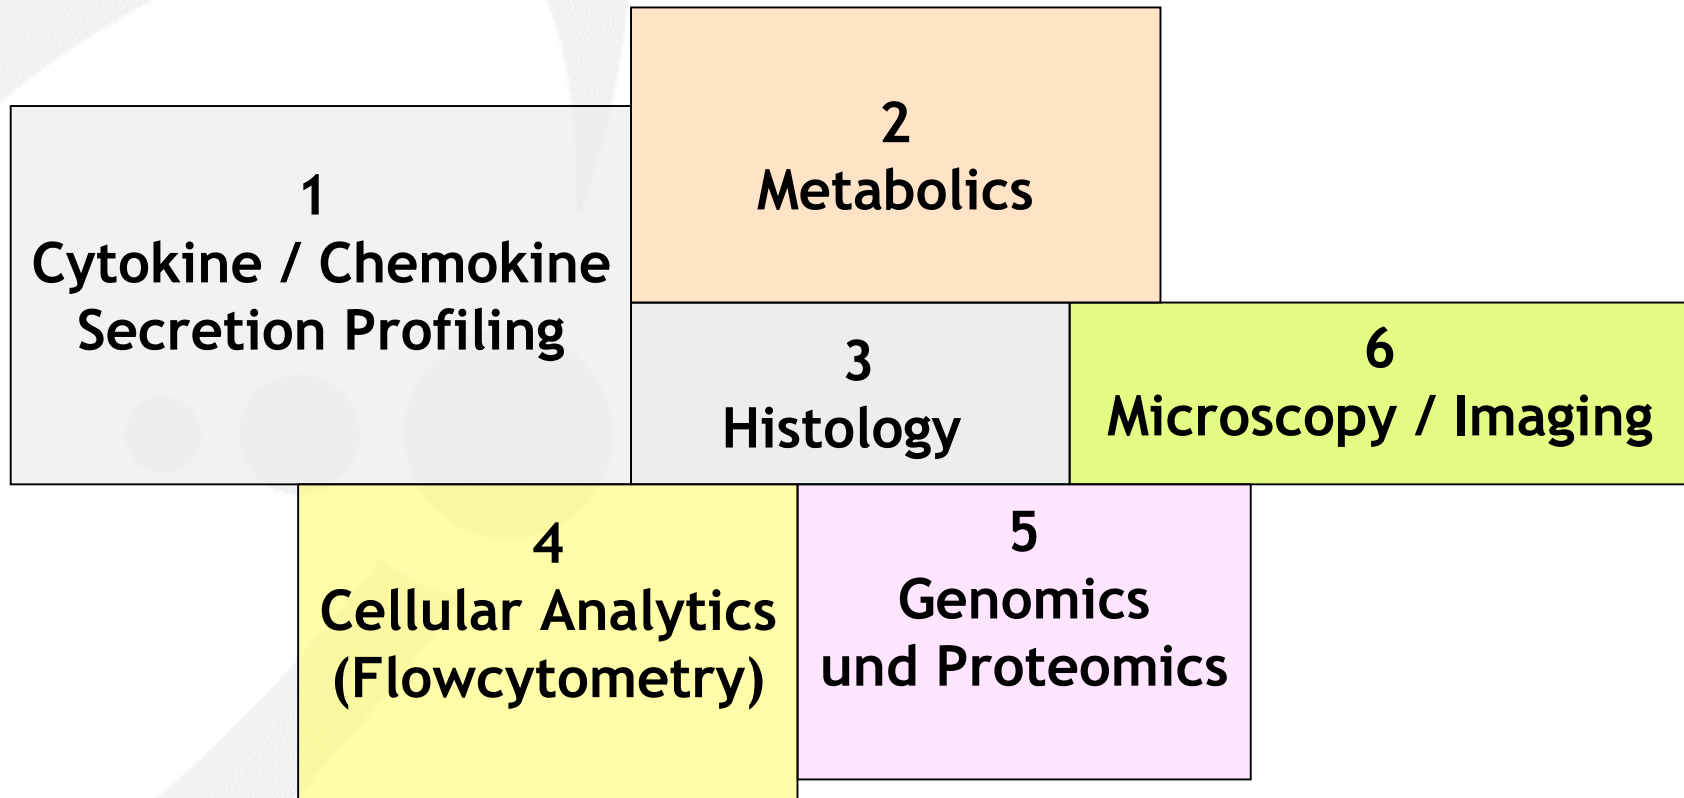 1
Cytokine / Chemokine
Secretion Profiling
2
Metabolics
3
Histology
6
Microscopy / Imaging
4
Cellular Analytics
(Flowcytometry)
5
Genomics
und Proteomics